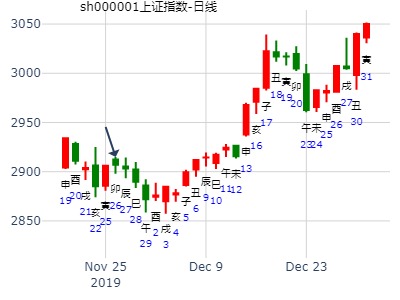 sh000001上证指数-日线
3050
3000
2950
2900
2850
申
19
酉
20
戌
21
亥
22
丑
25
卯
26
辰
27
巳
28
午
29
酉
2
戌
3
亥
4
子
5
丑
6
辰
9
巳
10
午
11
未
12
申
13
申
16
亥
17
子
丑
18
寅
19
卯
20
午
23
未
24
申
25
酉
26
戌
27
丑
30
寅
31
Nov 25
2019
Dec 9
Dec 23